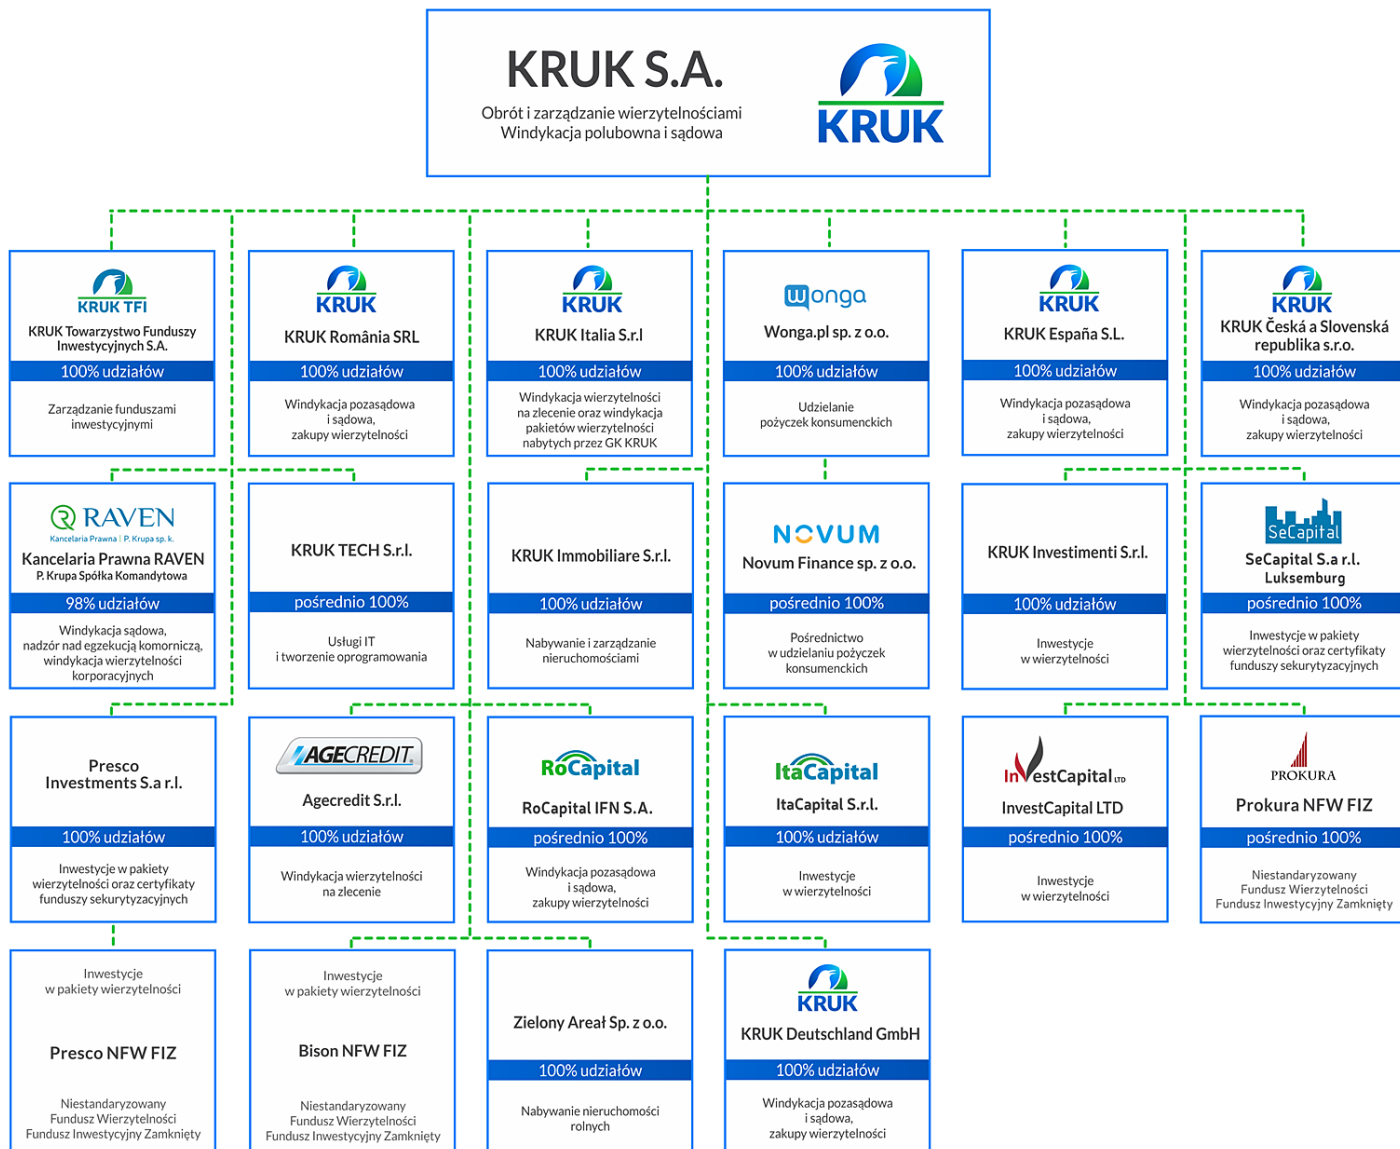 KRUK S.A.
Obrót i zarządzanie wierzytelnościami
Windykacja polubowna i sądowa
KRUK
KRUK TFI
KRUK Towarzystwo Funduszy
Inwestycyjnych S.A.
100% udziałów
Zarządzanie funduszami
inwestycyjnymi
KRUK
KRUK România SRL
100% udziałów
Windykacja pozasądowa
i sądowa,
zakupy wierzytelności
KRUK
KRUK Italia S.r.l
100% udziałów
Windykacja wierzytelności
na zlecenie oraz windykacja
pakietów wierzytelności
nabytych przez GK KRUK
wonga
Wonga.pl sp. z o.o.
100% udziałów
Udzielanie
pożyczek konsumenckich
KRUK
KRUK España S.L.
100% udziałów
Windykacja pozasądowa
i sądowa,
zakupy wierzytelności
KRUK
KRUK Česká a Slovenská
republika s.r.o.
100% udziałów
Windykacja pozasądowa
i sądowa,
zakupy wierzytelności
RAVEN
Kancelaria Prawna | P. Krupa sp. k.
Kancelaria Prawna RAVEN
P. Krupa Spółka Komandytowa
98% udziałów
Windykacja sądowa,
nadzór nad egzekucją komorniczą,
windykacja wierzytelności
korporacyjnych
KRUK TECH S.r.l.
pośrednio 100%
Usługi IT
i tworzenie oprogramowania
KRUK Immobiliare S.r.l.
100% udziałów
Nabywanie i zarządzanie
nieruchomościami
NOVUM
Novum Finance sp. z o.o.
pośrednio 100%
Pośrednictwo
w udzielaniu pożyczek
konsumenckich
KRUK Investimenti S.r.l.
100% udziałów
Inwestycje
w wierzytelności
SeCapital
SeCapital S.a r.l.
Luksemburg
pośrednio 100%
Inwestycje w pakiety
wierzytelności oraz certyfikaty
funduszy sekurytyzacyjnych
Presco
Investments S.a r.l.
100% udziałów
Inwestycje w pakiety
wierzytelności oraz certyfikaty
funduszy sekurytyzacyjnych
AGECREDIT
Agecredit S.r.l.
100% udziałów
Windykacja wierzytelności
na zlecenie
RoCapital
RoCapital IFN S.A.
pośrednio 100%
Windykacja pozasądowa
i sądowa,
zakupy wierzytelności
ItaCapital
ItaCapital S.r.l.
100% udziałów
Inwestycje
w wierzytelności
InVestCapital LTD
InvestCapital LTD
pośrednio 100%
Inwestycje
w wierzytelności
PROKURA
Prokura NFW FIZ
pośrednio 100%
Niestandaryzowany
Fundusz Wierzytelności
Fundusz Inwestycyjny Zamknięty
Inwestycje
w pakiety wierzytelności
Presco NFW FIZ
Niestandaryzowany
Fundusz Wierzytelności
Fundusz Inwestycyjny Zamknięty
Inwestycje
w pakiety wierzytelności
Bison NFW FIZ
Niestandaryzowany
Fundusz Wierzytelności
Fundusz Inwestycyjny Zamknięty
Zielony Areał Sp. z o.o.
100% udziałów
Nabywanie nieruchomości
rolnych
KRUK
KRUK Deutschland GmbH
100% udziałów
Windykacja pozasądowa
i sądowa,
zakupy wierzytelności